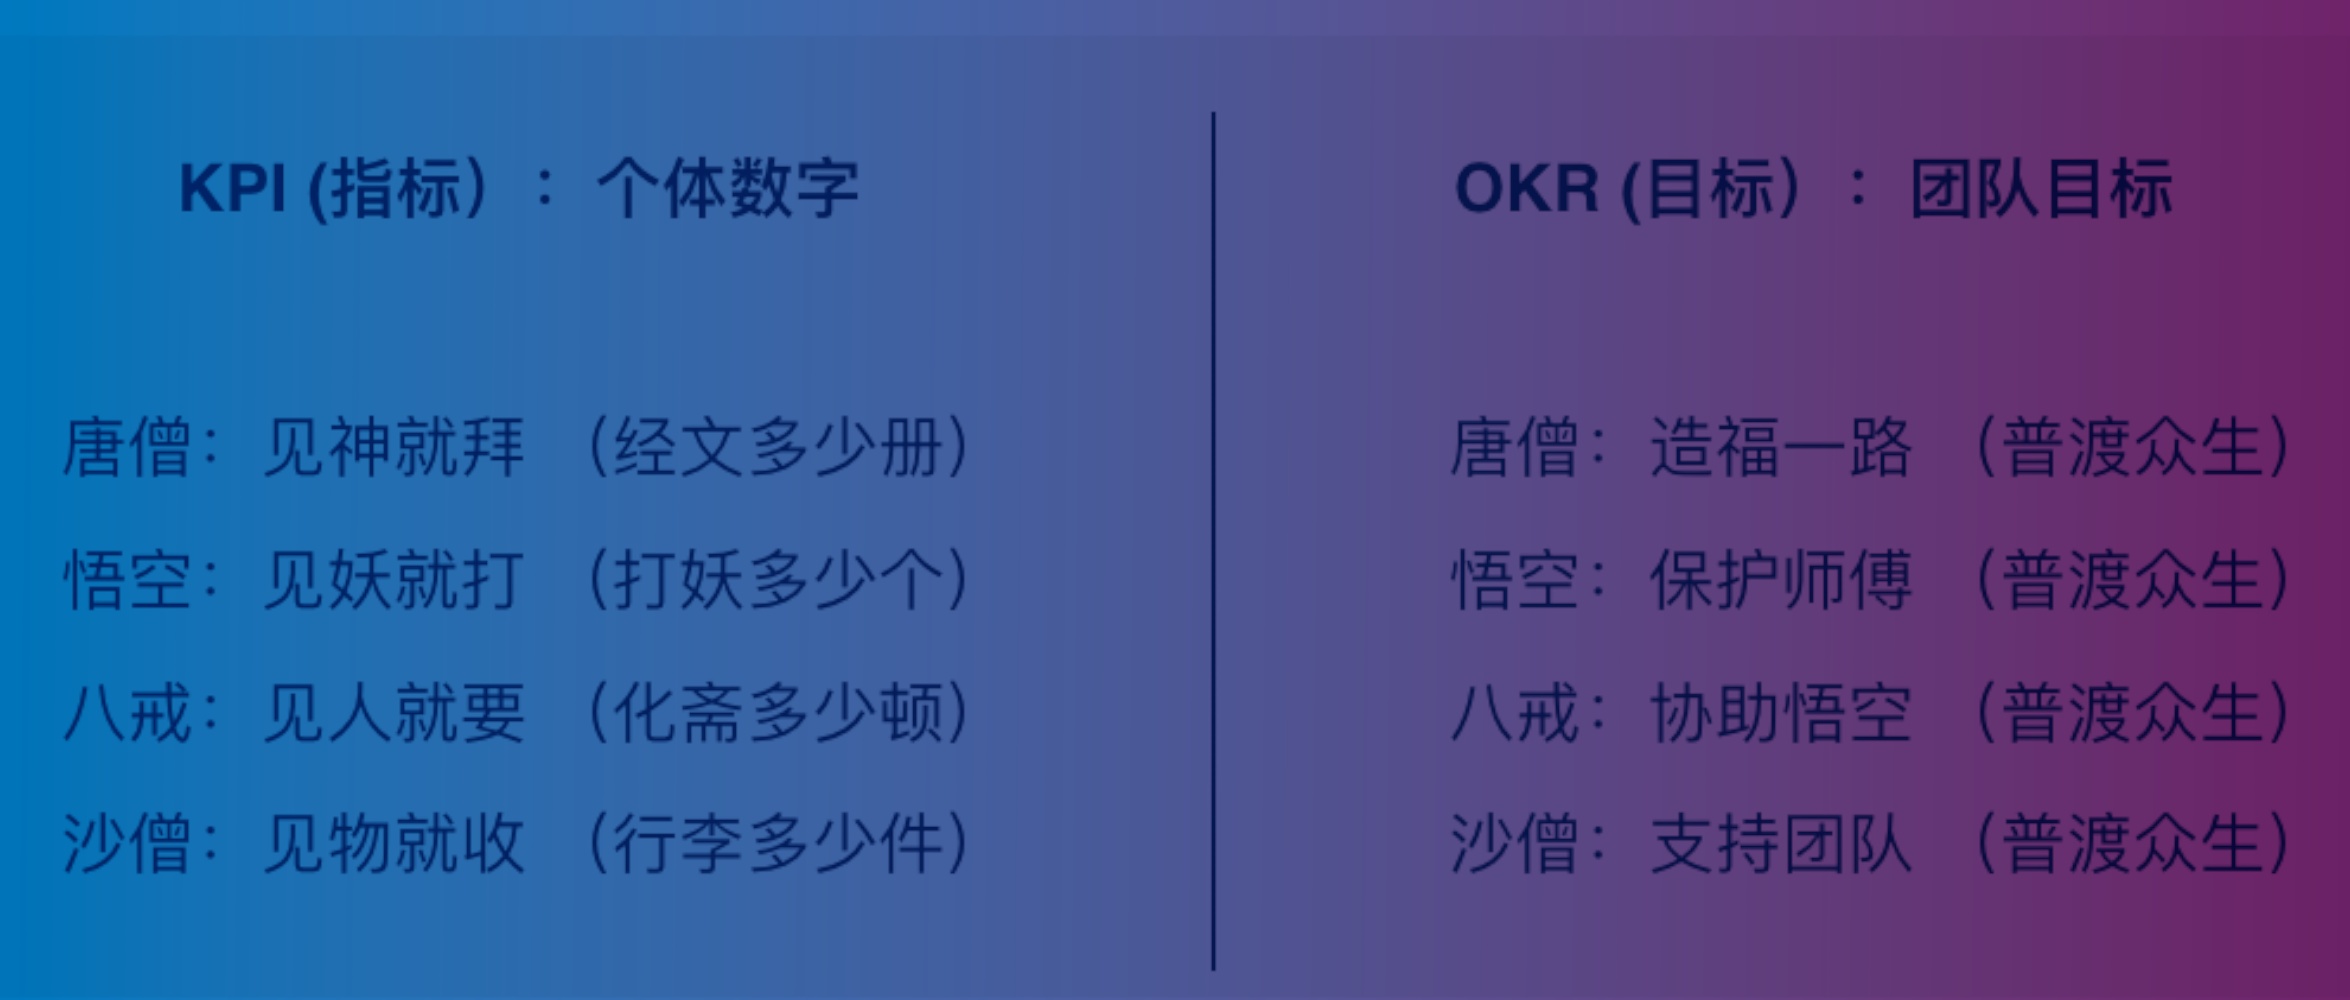 KPI (指标）：个体数字
唐僧：见神就拜 （经文多少册）
悟空：见妖就打 （打妖多少个）
八戒：见人就要 （化斋多少顿）
沙僧：见物就收 （行李多少件）
OKR (目标）：团队目标
唐僧：造福一路 （普渡众生）
悟空：保护师傅 （普渡众生）
八戒：协助悟空 （普渡众生）
沙僧：支持团队 （普渡众生）